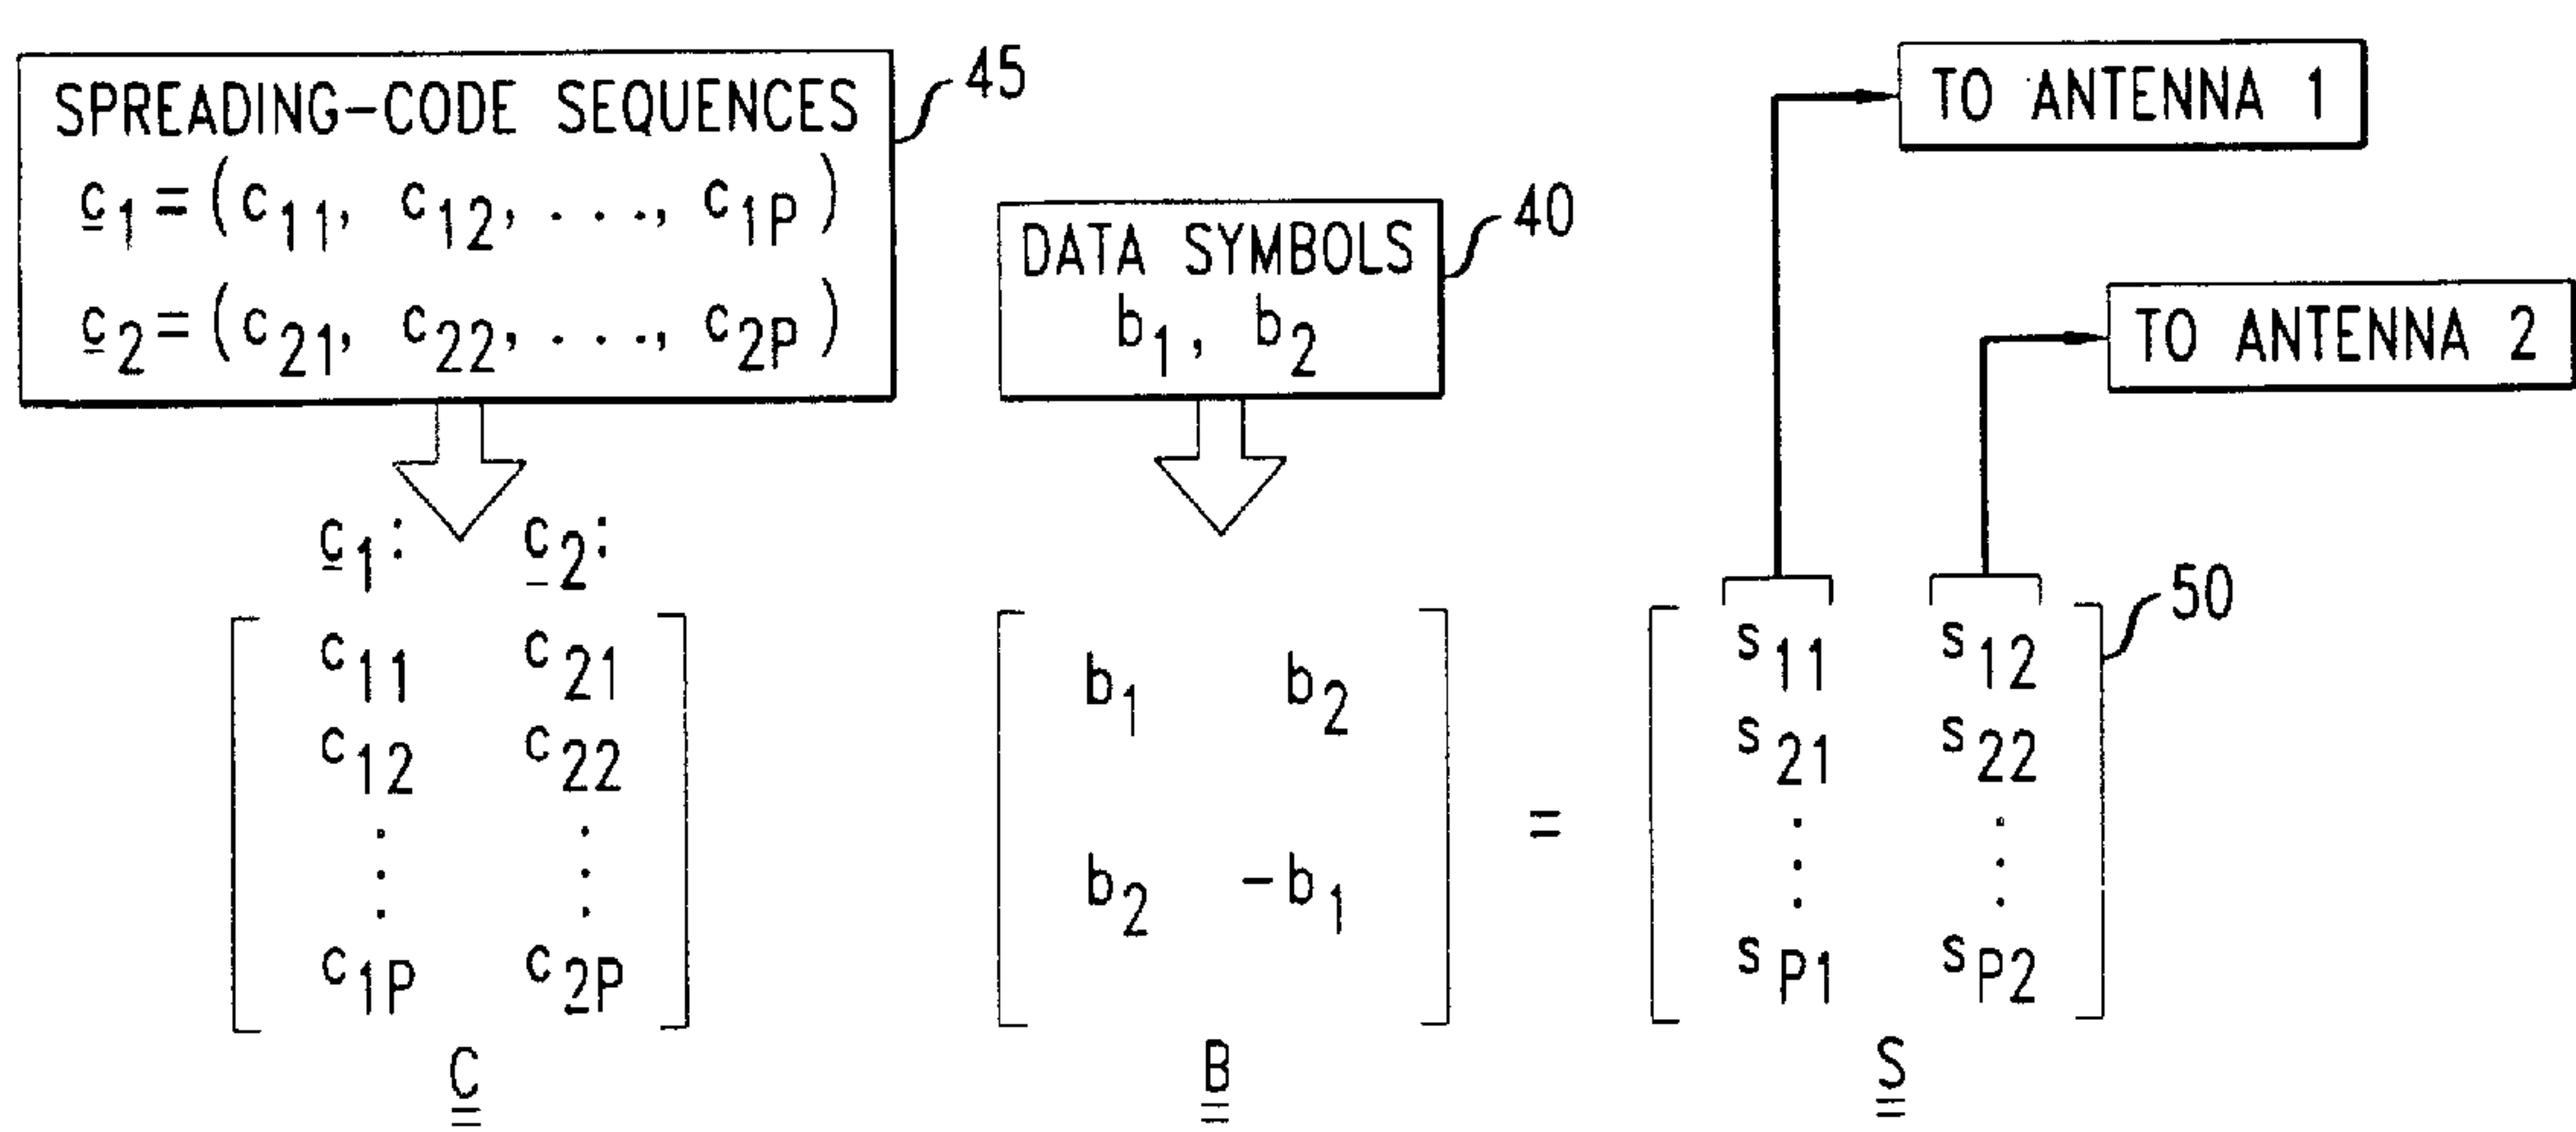 SPREADING-CODE SEQUENCES
c1 = (c11, c12, . . ., c1P)
c2 = (c21, c22, . . ., c2P)
45
DATA SYMBOLS
b1, b2
40
TO ANTENNA 1
TO ANTENNA 2
c1: c2:
c11 c21
c12 c22
c1P c2P
C
b1 b2
b2 -b1
B
=
s11 s12
s21 s22
sP1 sP2
50
S